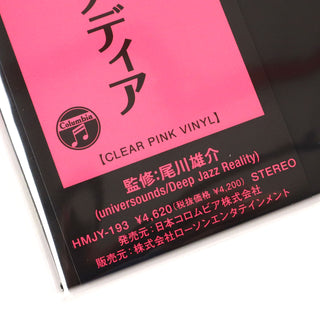 メディア
Columbia
【CLEAR PINK VINYL】
監修:尾川雄介
(universounds/Deep Jazz Reality)
HMJY-193 ¥4,620(税抜価格 ¥4,200) STEREO
発売元:日本コロムビア株式会社
販売元:株式会社ローソンエンタテインメント